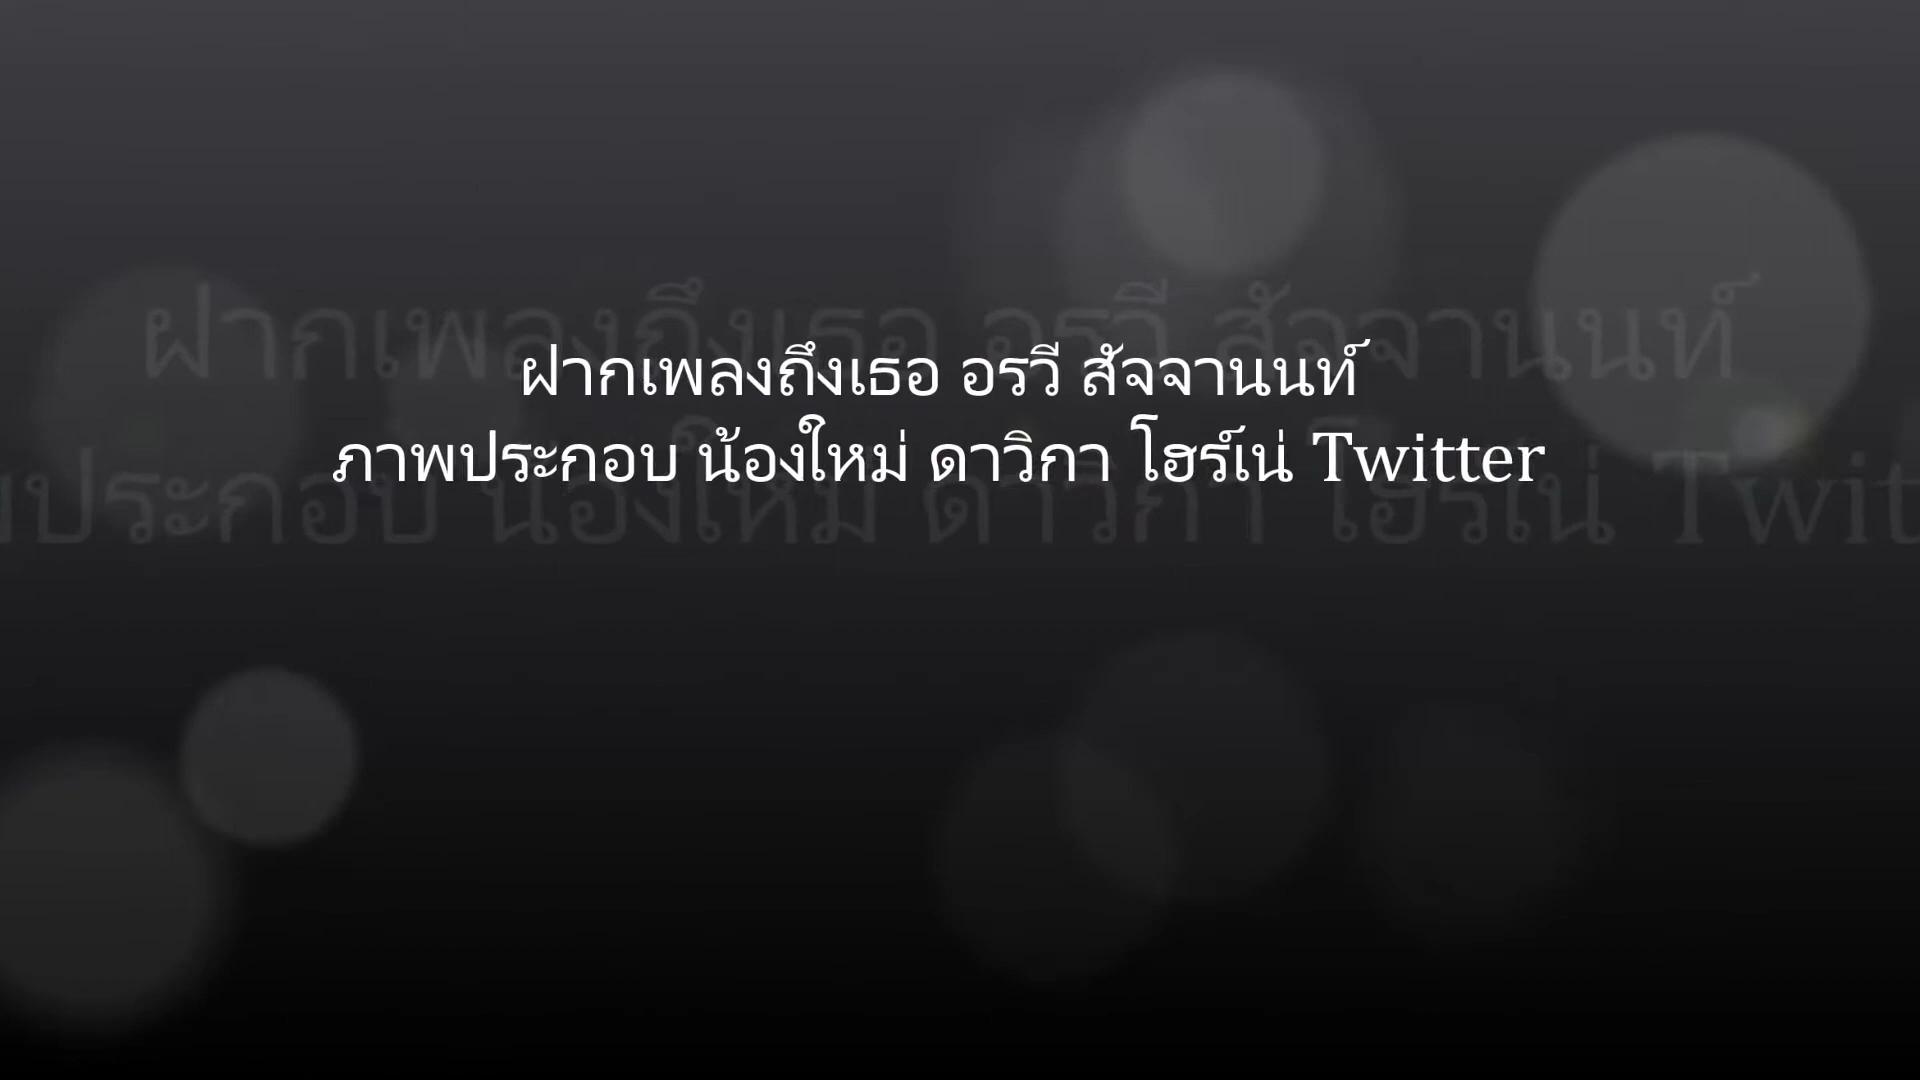 ฝากเพลงถึงเธอ อรวี สัจจานนท์
ภาพประกอบ น้องใหม่ ดาวิกา โฮร์เน่ Twitter